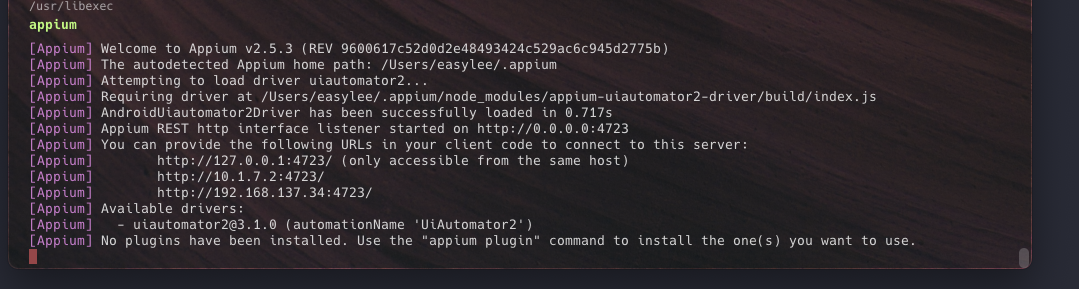 /usr/libexec
appium
[Appium] Welcome to Appium v2.5.3 (REV 9600617c52d0d2e48493424c529ac6c945d2775b)
[Appium] The autodetected Appium home path: /Users/easylee/.appium
[Appium] Attempting to load driver uiautomator2...
[Appium] Requiring driver at /Users/easylee/.appium/node_modules/appium-uiautomator2-driver/build/index.js
[Appium] AndroidUiautomator2Driver has been successfully loaded in 0.717s
[Appium] Appium REST http interface listener started on http://0.0.0.0:4723
[Appium] You can provide the following URLs in your client code to connect to this server:
[Appium]        http://127.0.0.1:4723/ (only accessible from the same host)
[Appium]        http://10.1.7.2:4723/
[Appium]        http://192.168.137.34:4723/
[Appium] Available drivers:
[Appium]   - uiautomator2@3.1.0 (automationName 'UiAutomator2')
[Appium] No plugins have been installed. Use the "appium plugin" command to install the one(s) you want to use.